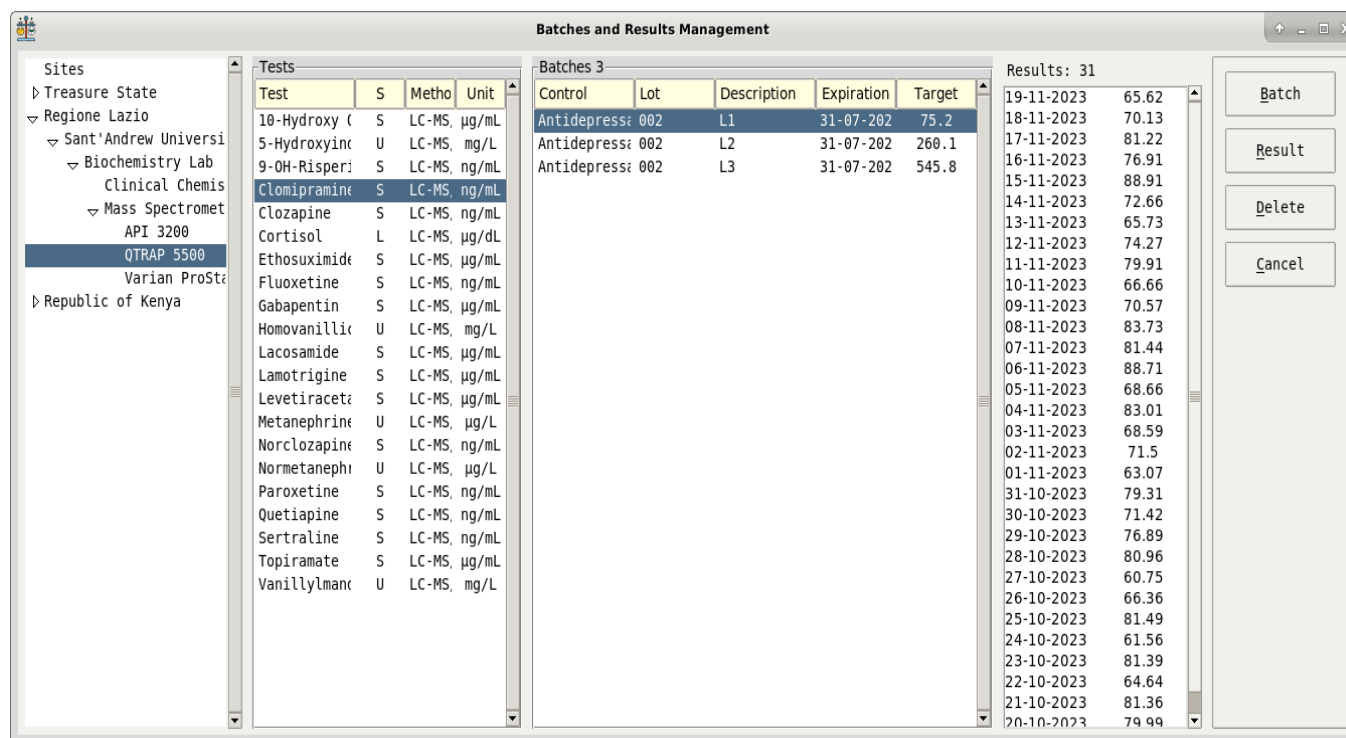 Batches and Results Management
Sites
Treasure State
Regione Lazio
Sant'Andrew Universi
Biochemistry Lab
Clinical Chemis
Mass Spectromet
API 3200
QTRAP 5500
Varian ProSta
Republic of Kenya
Tests
Test S Metho Unit
10-Hydroxy C S LC-MS, µg/mL
5-Hydroxyind U LC-MS, mg/L
9-OH-Risperi S LC-MS, ng/mL
Clomipramine S LC-MS, ng/mL
Clozapine S LC-MS, ng/mL
Cortisol L LC-MS, µg/dL
Ethosuximide S LC-MS, µg/mL
Fluoxetine S LC-MS, ng/mL
Gabapentin S LC-MS, µg/mL
Homovanillic U LC-MS, mg/L
Lacosamide S LC-MS, µg/mL
Lamotrigine S LC-MS, µg/mL
Levetiraceta S LC-MS, µg/mL
Metanephrine U LC-MS, µg/L
Norclozapine S LC-MS, ng/mL
Normetanephr U LC-MS, µg/L
Paroxetine S LC-MS, ng/mL
Quetiapine S LC-MS, ng/mL
Sertraline S LC-MS, ng/mL
Topiramate S LC-MS, µg/mL
Vanillylmand U LC-MS, mg/L
Batches 3
Control Lot Description Expiration Target
Antidepressa 002 L1 31-07-202 75.2
Antidepressa 002 L2 31-07-202 260.1
Antidepressa 002 L3 31-07-202 545.8
Results: 31
19-11-2023 65.62
18-11-2023 70.13
17-11-2023 81.22
16-11-2023 76.91
15-11-2023 88.91
14-11-2023 72.66
13-11-2023 65.73
12-11-2023 74.27
11-11-2023 79.91
10-11-2023 66.66
09-11-2023 70.57
08-11-2023 83.73
07-11-2023 81.44
06-11-2023 88.71
05-11-2023 68.66
04-11-2023 83.01
03-11-2023 68.59
02-11-2023 71.5
01-11-2023 63.07
31-10-2023 79.31
30-10-2023 71.42
29-10-2023 76.89
28-10-2023 80.96
27-10-2023 60.75
26-10-2023 66.36
25-10-2023 81.49
24-10-2023 61.56
23-10-2023 81.39
22-10-2023 64.64
21-10-2023 81.36
20-10-2023 79.99
Batch
Result
Delete
Cancel